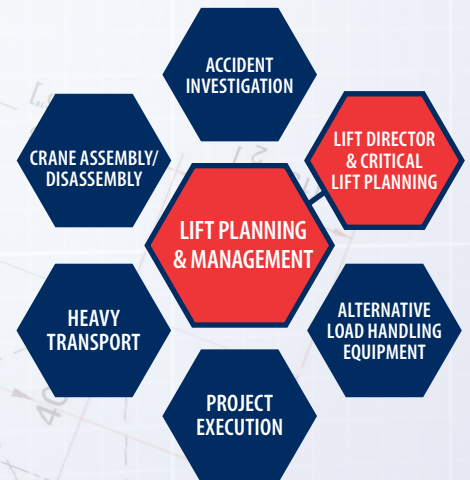 ACCIDENT
INVESTIGATION
LIFT DIRECTOR
& CRITICAL
LIFT PLANNING
CRANE ASSEMBLY/
DISASSEMBLY
LIFT PLANNING
& MANAGEMENT
HEAVY
TRANSPORT
ALTERNATIVE
LOAD HANDLING
EQUIPMENT
PROJECT
EXECUTION